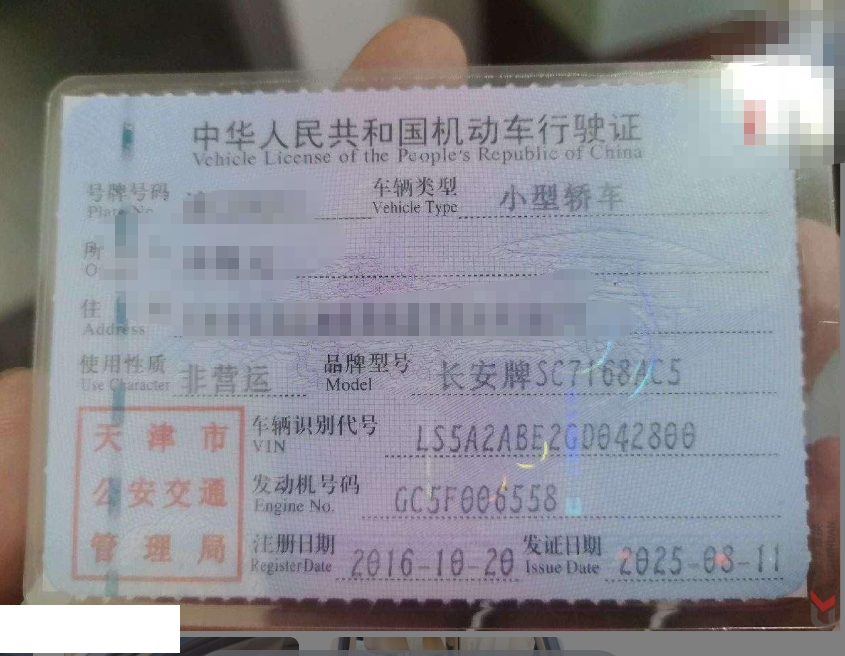 中华人民共和国机动车行驶证
Vehicle License of the People's Republic of China
号牌号码 车辆类型 小型轿车
Plate No. Vehicle Type
所
住
Address
使用性质 非营运 品牌型号 长安牌SC7168AC5
Use Character Model
天津市 车辆识别代号 LS5A2ABE2GD042800
VIN
公安交通 发动机号码 GC5F006558
Engine No.
管理局 注册日期 2016-10-20 发证日期 2025-08-11
Register Date Issue Date